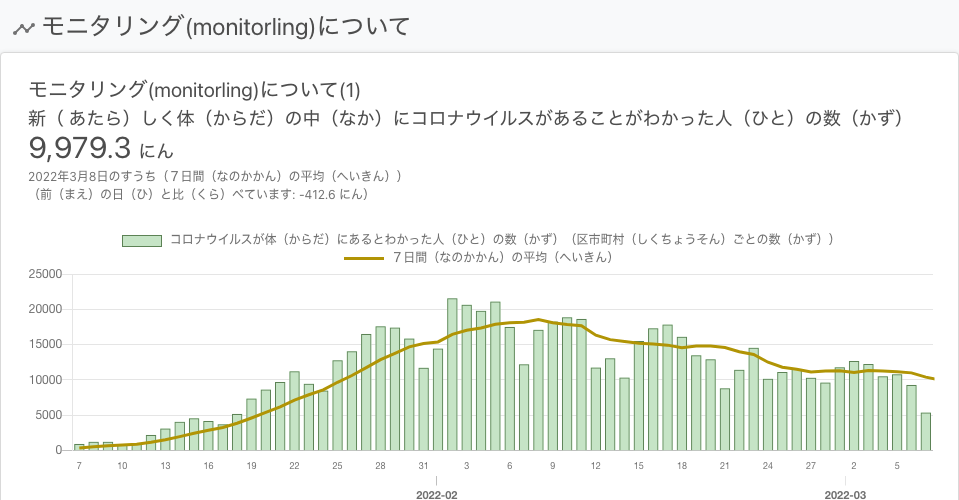 モニタリング(monitorling)について
モニタリング(monitorling)について(1)
新（ あたら）しく体（からだ）の中（なか）にコロナウイルスがあることがわかった人（ひと）の数（かず）
9,979.3 にん
2022年3月8日のすうち（７日間（なのかかん）の平均（へいきん））
（前（まえ）の日（ひ）と比（くら）べています: -412.6 にん）
コロナウイルスが体（からだ）にあるとわかった人（ひと）の数（かず）（区市町村（しくちょうそん）ごとの数（かず））
７日間（なのかかん）の平均（へいきん）
25000
20000
15000
10000
5000
0
7 10 13 16 19 22 25 28 31 3 6 9 12 15 18 21 24 27 2 5
2022-02 2022-03